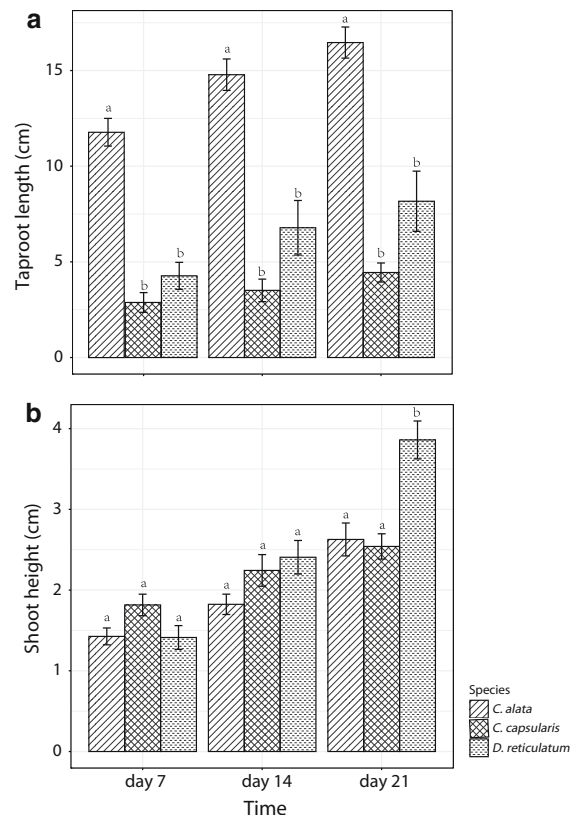 a
Taproot length (cm)
15
10
5
0
a
b
b
a
b
b
a
b
b
b
Shoot height (cm)
4
3
2
1
0
a
a
a
a
a
a
a
a
b
day 7
day 14
day 21
Time
Species
C. alata
C. capsularis
D. reticulatum